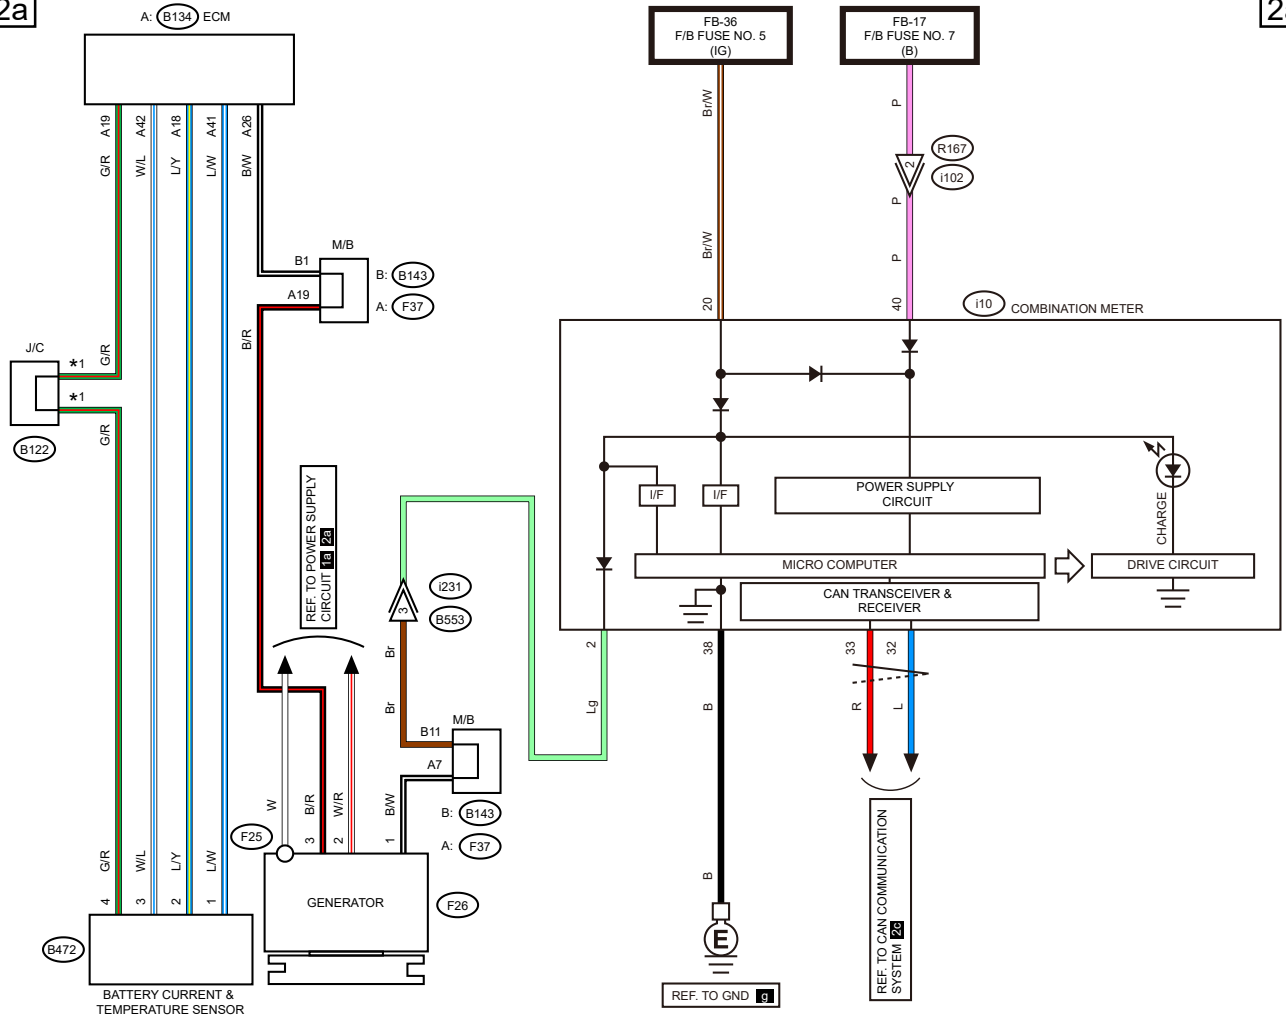 2a
A: B134 ECM
A19
A42
A18
A41
A26
G/R
W/L
L/Y
L/W
B/W
M/B
B1
A19
B: B143
A: F37
B/R
J/C
*1
G/R
*1
G/R
B122
REF. TO POWER SUPPLY
CIRCUIT 1a 2a
3
i231
B553
Br
Br
M/B
B11
A7
B: B143
A: F37
W
B/R
W/R
B/W
F25
3
2
1
GENERATOR
F26
G/R
W/L
L/Y
L/W
4
3
2
1
B472
BATTERY CURRENT &
TEMPERATURE SENSOR
FB-36
F/B FUSE NO. 5
(IG)
FB-17
F/B FUSE NO. 7
(B)
Br/W
P
2
R167
i102
P
Br/W
P
20
40
i10 COMBINATION METER
I/F
I/F
POWER SUPPLY
CIRCUIT
CHARGE
MICRO COMPUTER
DRIVE CIRCUIT
CAN TRANSCEIVER &
RECEIVER
2
38
33
32
Lg
B
R
L
B
E
REF. TO GND g
REF. TO CAN COMMUNICATION
SYSTEM 2c